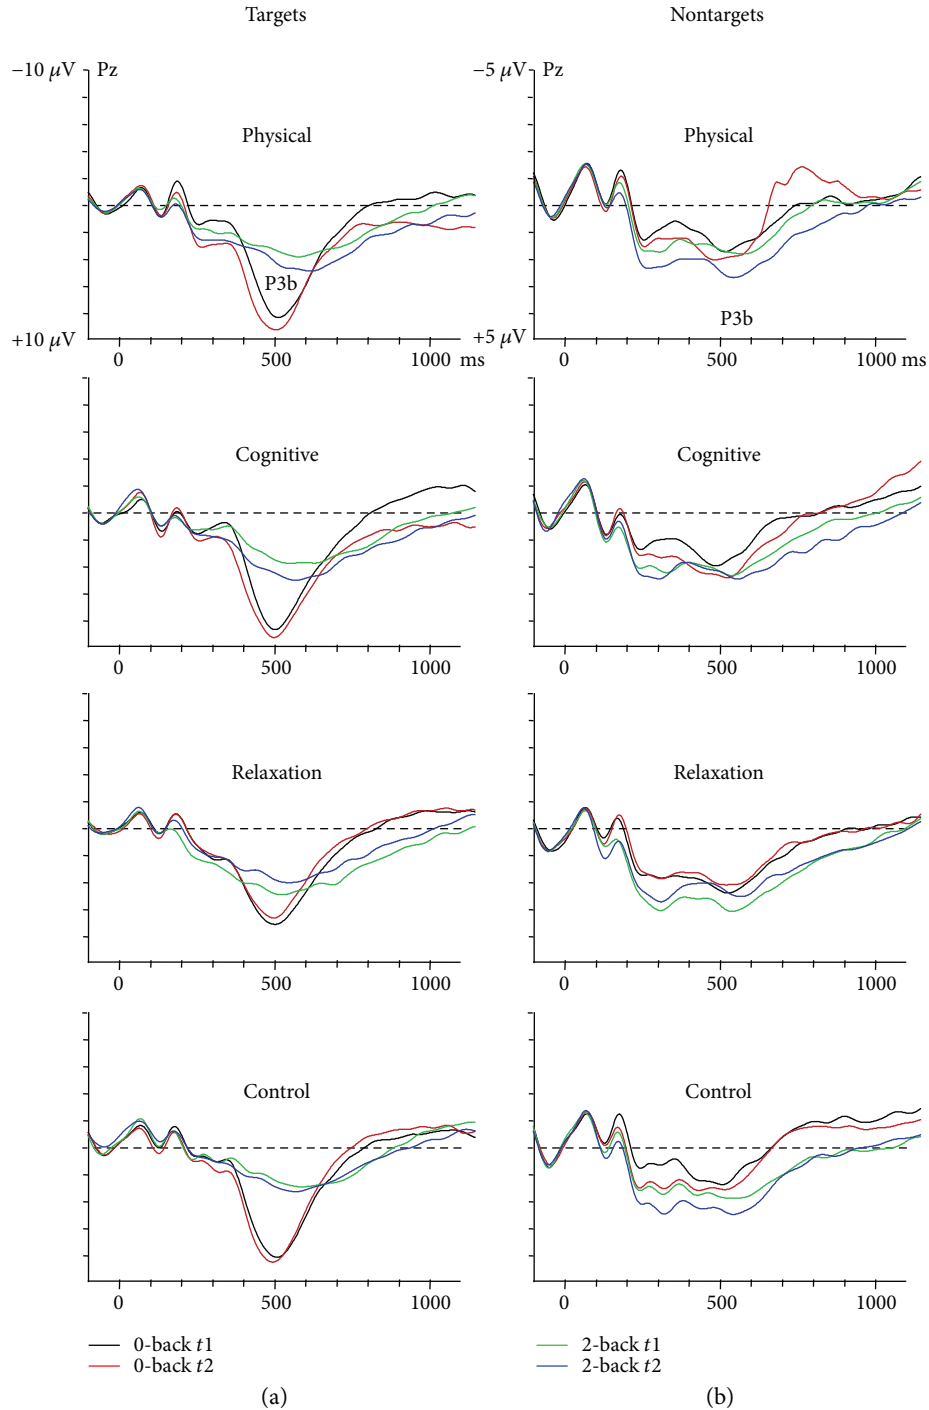 Targets
Nontargets
−10 μV Pz
−5 μV Pz
Physical
Physical
P3b
P3b
+10 μV
+5 μV
0 500 1000 ms
0 500 1000 ms
Cognitive
Cognitive
0 500 1000
0 500 1000
Relaxation
Relaxation
0 500 1000
0 500 1000
Control
Control
0 500 1000
0 500 1000
0-back t1
0-back t2
2-back t1
2-back t2
(a)
(b)